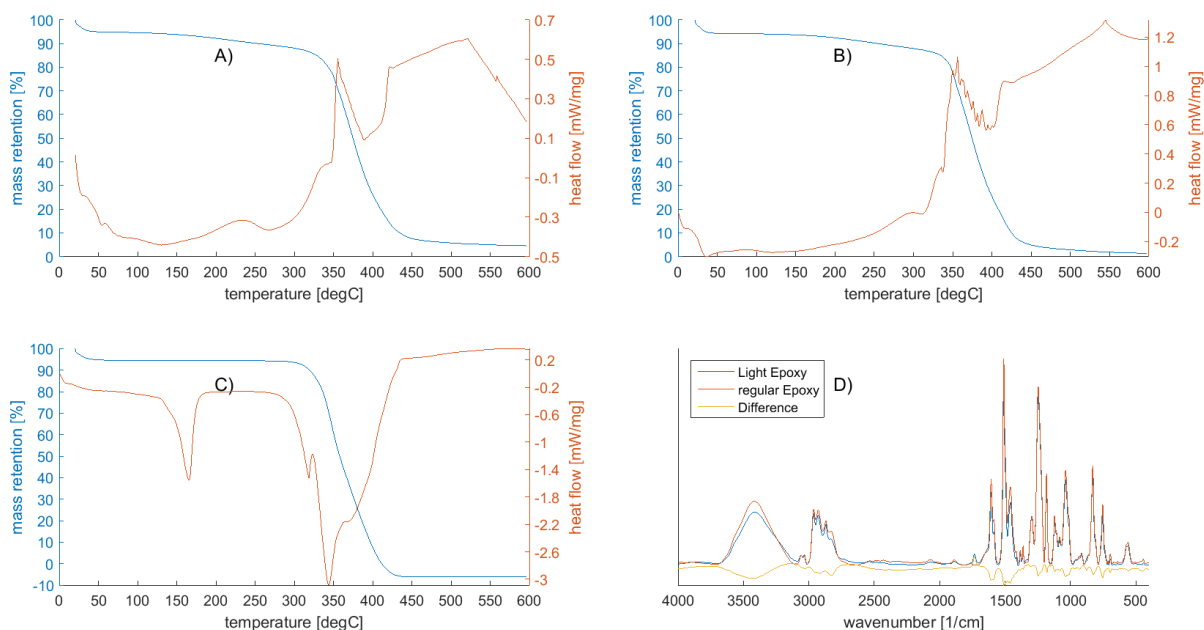 A)
mass retention [%]
100
90
80
70
60
50
40
30
20
10
0
0 50 100 150 200 250 300 350 400 450 500 550 600
temperature [degC]
0.7
0.5
0.3
0.1
-0.1
-0.3
-0.5
heat flow [mW/mg]
B)
mass retention [%]
100
90
80
70
60
50
40
30
20
10
0
0 50 100 150 200 250 300 350 400 450 500 550 600
temperature [degC]
1.2
1
0.8
0.6
0.4
0.2
0
-0.2
heat flow [mW/mg]
C)
mass retention [%]
100
90
80
70
60
50
40
30
20
10
0
-10
0 50 100 150 200 250 300 350 400 450 500 550 600
temperature [degC]
0.2
-0.2
-0.6
-1
-1.4
-1.8
-2.2
-2.6
-3
heat flow [mW/mg]
D)
Light Epoxy
regular Epoxy
Difference
4000 3500 3000 2500 2000 1500 1000 500
wavenumber [1/cm]